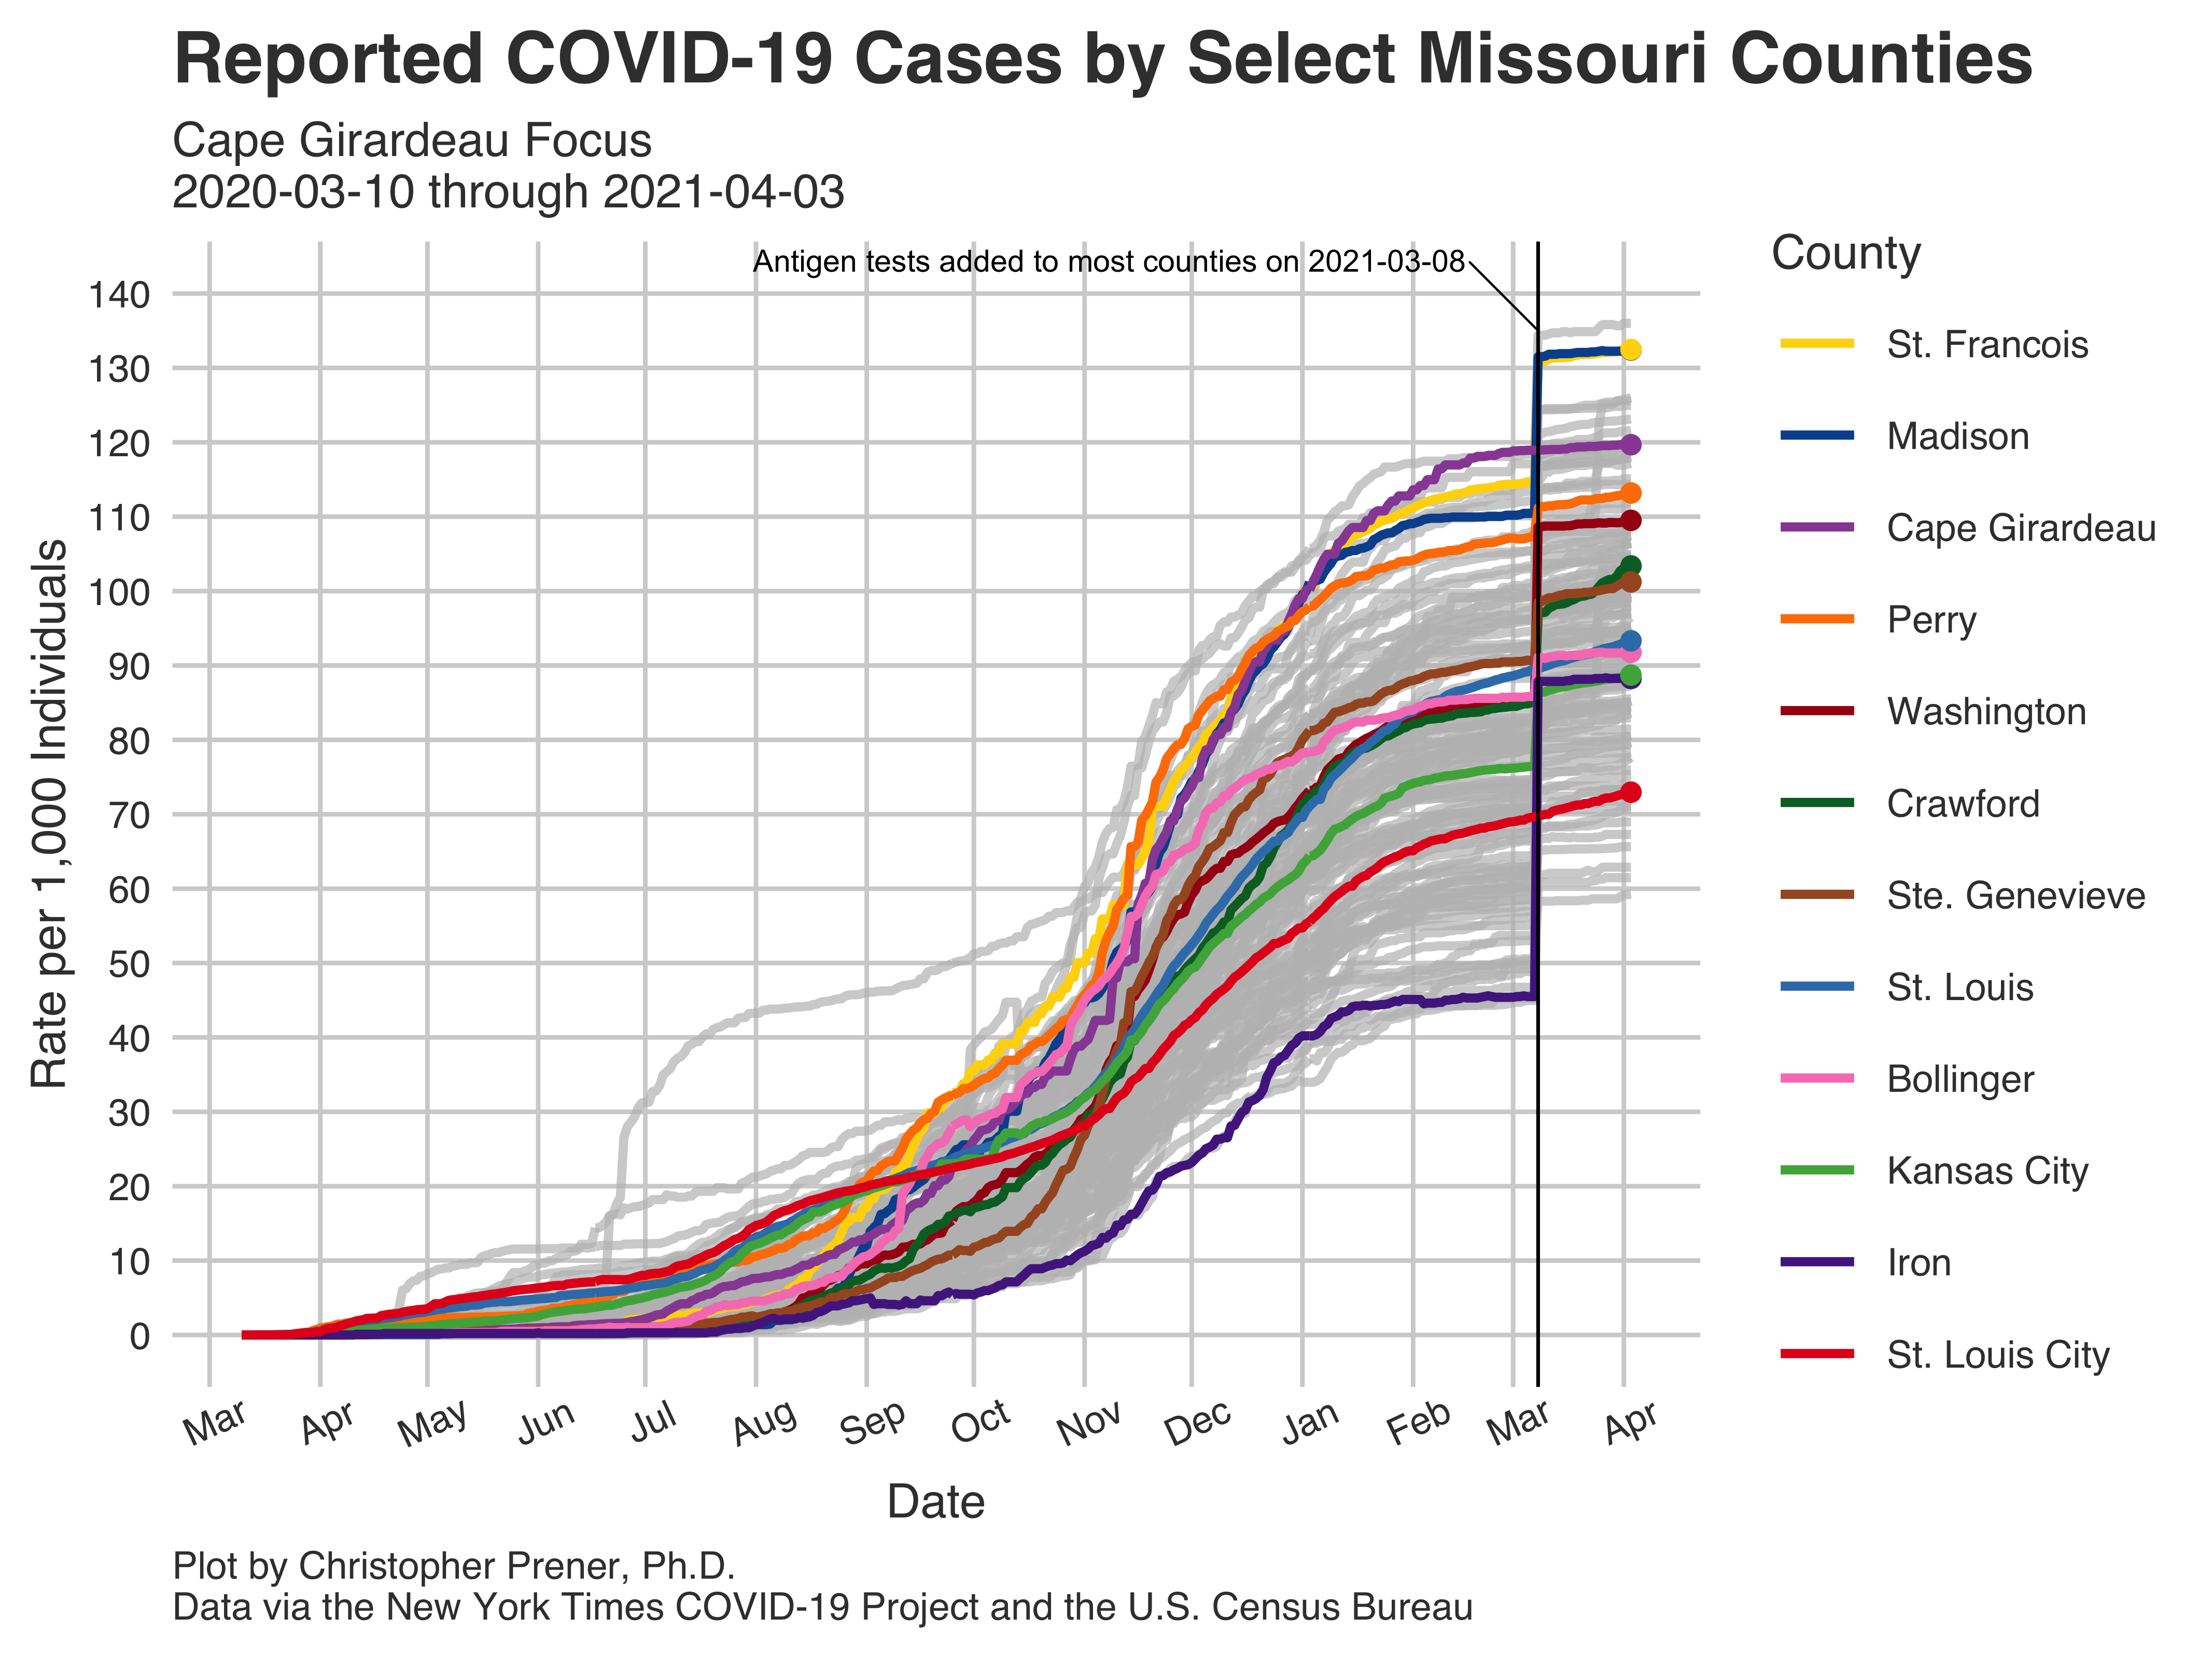 Reported COVID-19 Cases by Select Missouri Counties
Cape Girardeau Focus
2020-03-10 through 2021-04-03
Antigen tests added to most counties on 2021-03-08
Rate per 1,000 Individuals
140
130
120
110
100
90
80
70
60
50
40
30
20
10
0
Mar
Apr
May
Jun
Jul
Aug
Sep
Oct
Nov
Dec
Jan
Feb
Mar
Apr
Date
County
St. Francois
Madison
Cape Girardeau
Perry
Washington
Crawford
Ste. Genevieve
St. Louis
Bollinger
Kansas City
Iron
St. Louis City
Plot by Christopher Prener, Ph.D.
Data via the New York Times COVID-19 Project and the U.S. Census Bureau